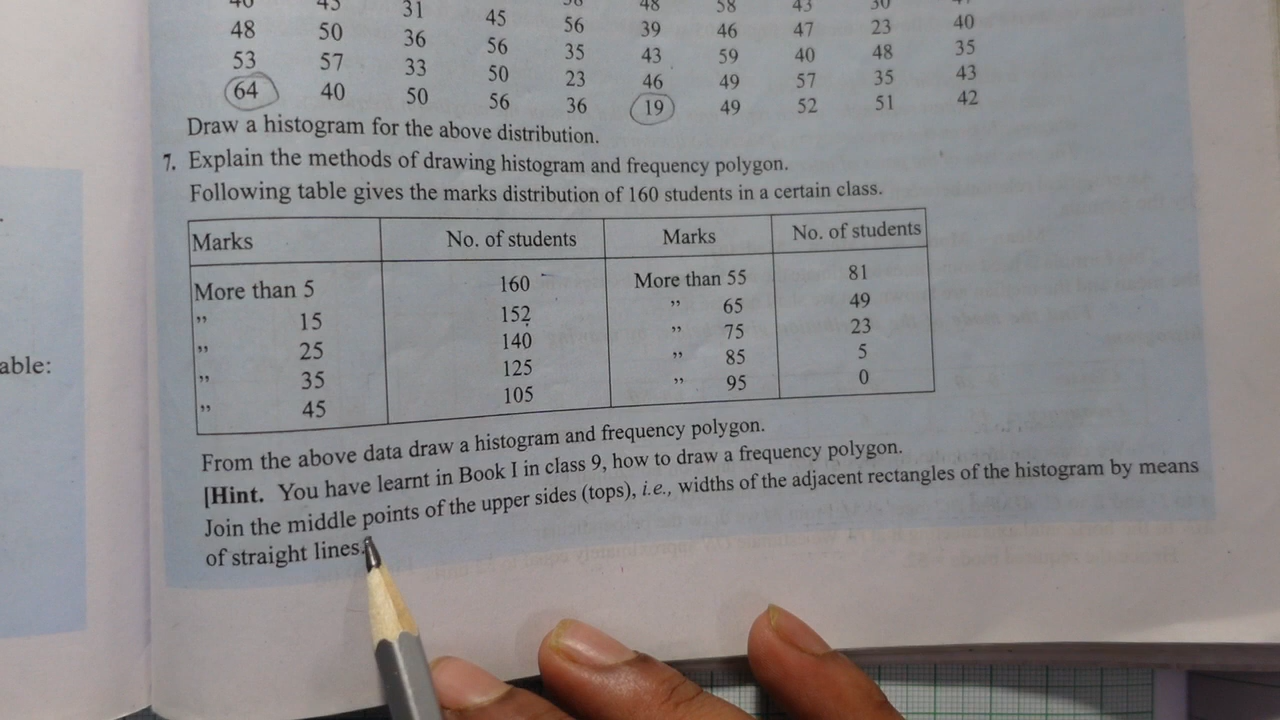 40 45 31 45 56 48 58 43 30
48 50 36 56 56 39 46 47 23 40
53 57 33 50 35 43 59 40 48 35
64 40 50 56 23 46 49 57 35 43
36 19 49 52 51 42
Draw a histogram for the above distribution.
7. Explain the methods of drawing histogram and frequency polygon.
Following table gives the marks distribution of 160 students in a certain class.
Marks No. of students Marks No. of students
More than 5 160 More than 55 81
” 15 152 ” 65 49
” 25 140 ” 75 23
” 35 125 ” 85 5
” 45 105 ” 95 0
able:
From the above data draw a histogram and frequency polygon.
[Hint. You have learnt in Book I in class 9, how to draw a frequency polygon.
Join the middle points of the upper sides (tops), i.e., widths of the adjacent rectangles of the histogram by means
of straight lines.